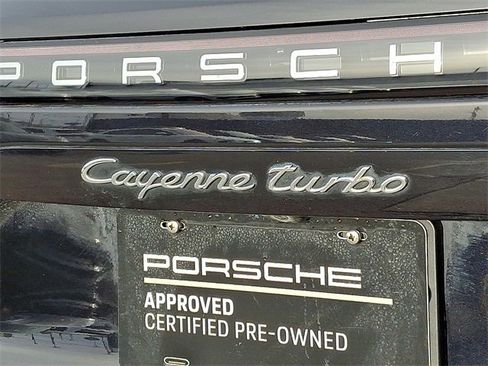 PORSCHE
Cayenne turbo
PORSCHE
APPROVED
CERTIFIED PRE-OWNED